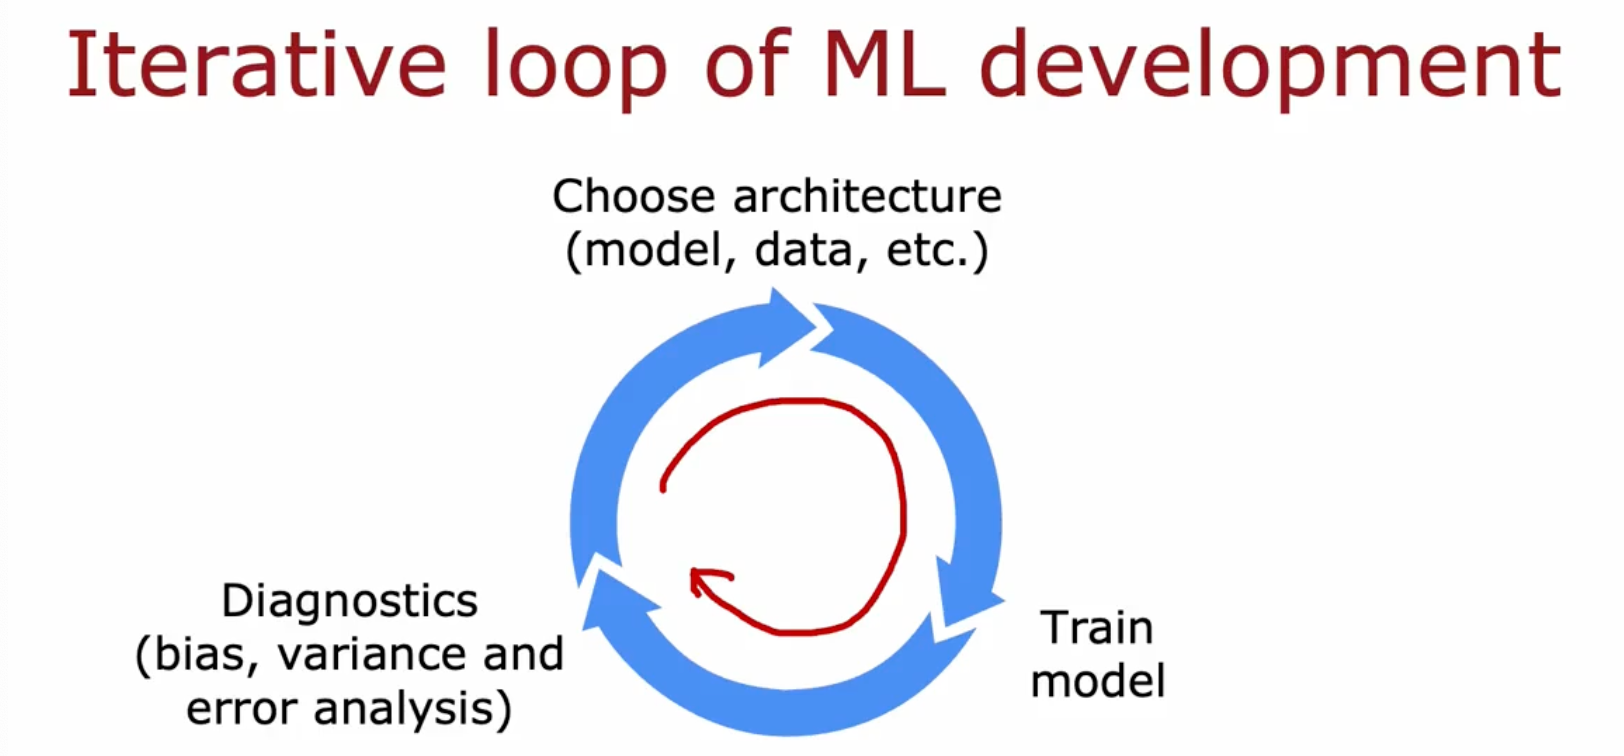 Iterative loop of ML development
Choose architecture
(model, data, etc.)
Train
model
Diagnostics
(bias, variance and
error analysis)